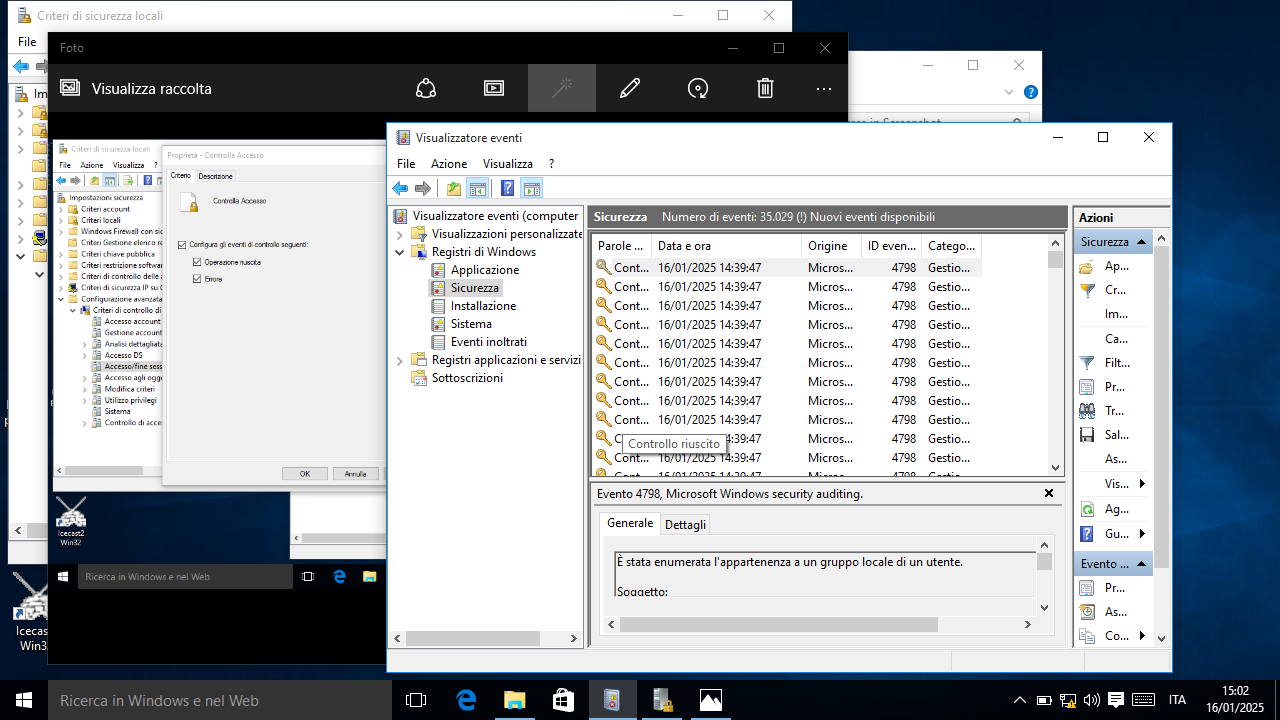 Criteri di sicurezza locali
File
Im
Foto
Visualizza raccolta
Criteri di sicurezza locali
File Azione Visualizza ?
Impostazioni sicurezza
Criteri account
Criteri locali
Windows Firewall con sic
Criteri Gestione elenco re
Criteri chiave pubblica
Criteri restrizione software
Criteri di controllo delle a
Criteri di sicurezza IP su C
Configurazione avanzata
Criteri di controllo di
Accesso account
Gestione account
Analisi dettagliata
Accesso DS
Accesso/fine sess
Accesso agli ogge
Modifica criteri
Utilizzo privilegi
Sistema
Controllo di acce
Proprietà - Controlla Accesso
Criterio Descrizione
Controlla Accesso
Configura gli eventi di controllo seguenti:
Operazione riuscita
Errore
OK Annulla
Icecast2
Win32
Ricerca in Windows e nel Web
Icecas
Win3
Visualizzatore eventi
File Azione Visualizza ?
Visualizzatore eventi (computer
Visualizzazioni personalizzate
Registri di Windows
Applicazione
Sicurezza
Installazione
Sistema
Eventi inoltrati
Registri applicazioni e servizi
Sottoscrizioni
Sicurezza Numero di eventi: 35.029 (!) Nuovi eventi disponibili
Parole ... Data e ora Origine ID even... Catego...
Cont... 16/01/2025 14:39:47 Micros... 4798 Gestio...
Cont... 16/01/2025 14:39:47 Micros... 4798 Gestio...
Cont... 16/01/2025 14:39:47 Micros... 4798 Gestio...
Cont... 16/01/2025 14:39:47 Micros... 4798 Gestio...
Cont... 16/01/2025 14:39:47 Micros... 4798 Gestio...
Cont... 16/01/2025 14:39:47 Micros... 4798 Gestio...
Cont... 16/01/2025 14:39:47 Micros... 4798 Gestio...
Cont... 16/01/2025 14:39:47 Micros... 4798 Gestio...
Cont... 16/01/2025 14:39:47 Micros... 4798 Gestio...
:39:47 Micros... 4798 Gestio...
Controllo riuscito
Cont... 16/01/2025 14:39:47 Micros... 4798 Gestio...
Cont... 16/01/2025 14:39:47 Micros... 4798 Gestio...
Evento 4798, Microsoft Windows security auditing.
Generale Dettagli
È stata enumerata l'appartenenza a un gruppo locale di un utente.
Soggetto:
Azioni
Sicurezza
Ap...
Cr...
Im...
Ca...
Filt...
Pr...
Tr...
Sal...
As...
Vis...
Ag...
Gu...
Evento ...
Pr...
As...
Co...
Ricerca in Windows e nel Web
ITA
15:02
16/01/2025